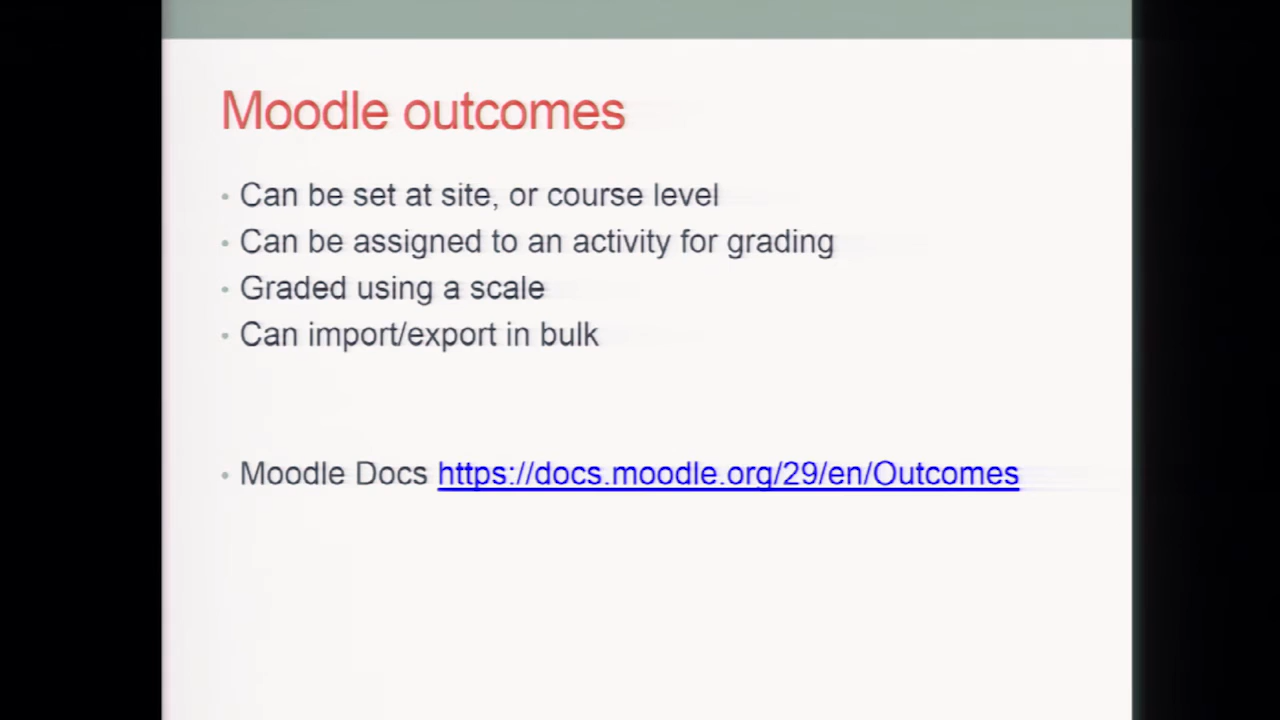 Moodle outcomes
• Can be set at site, or course level
• Can be assigned to an activity for grading
• Graded using a scale
• Can import/export in bulk
• Moodle Docs https://docs.moodle.org/29/en/Outcomes